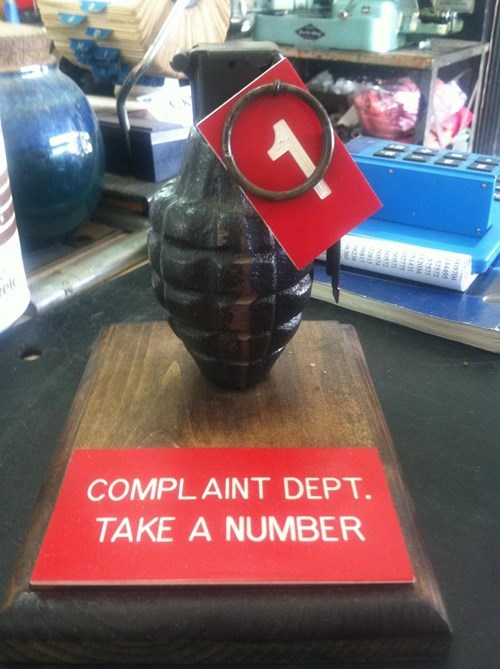 1
COMPLAINT DEPT.
TAKE A NUMBER